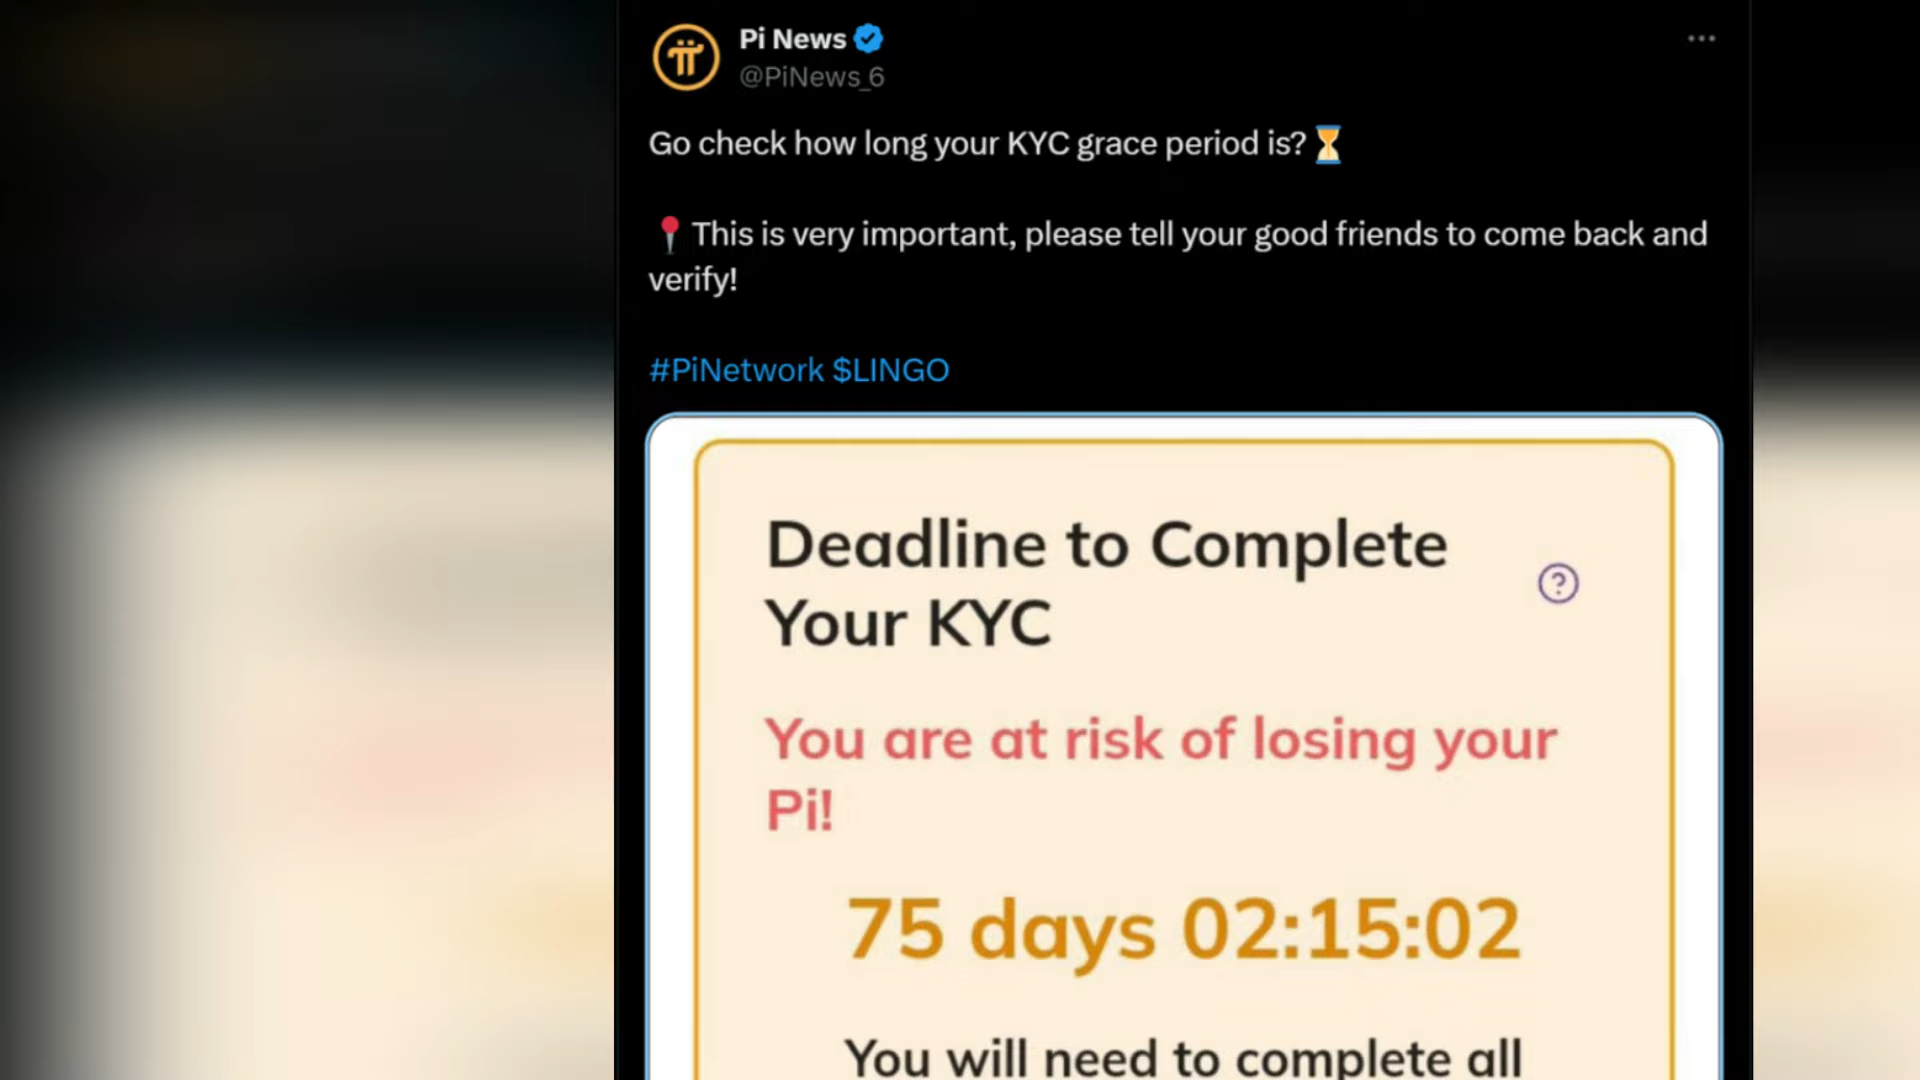 Pi News
@PiNews_6
Go check how long your KYC grace period is?⏳
📍This is very important, please tell your good friends to come back and
verify!
#PiNetwork $LINGO
Deadline to Complete
Your KYC
You are at risk of losing your
Pi!
75 days 02:15:02
You will need to complete all